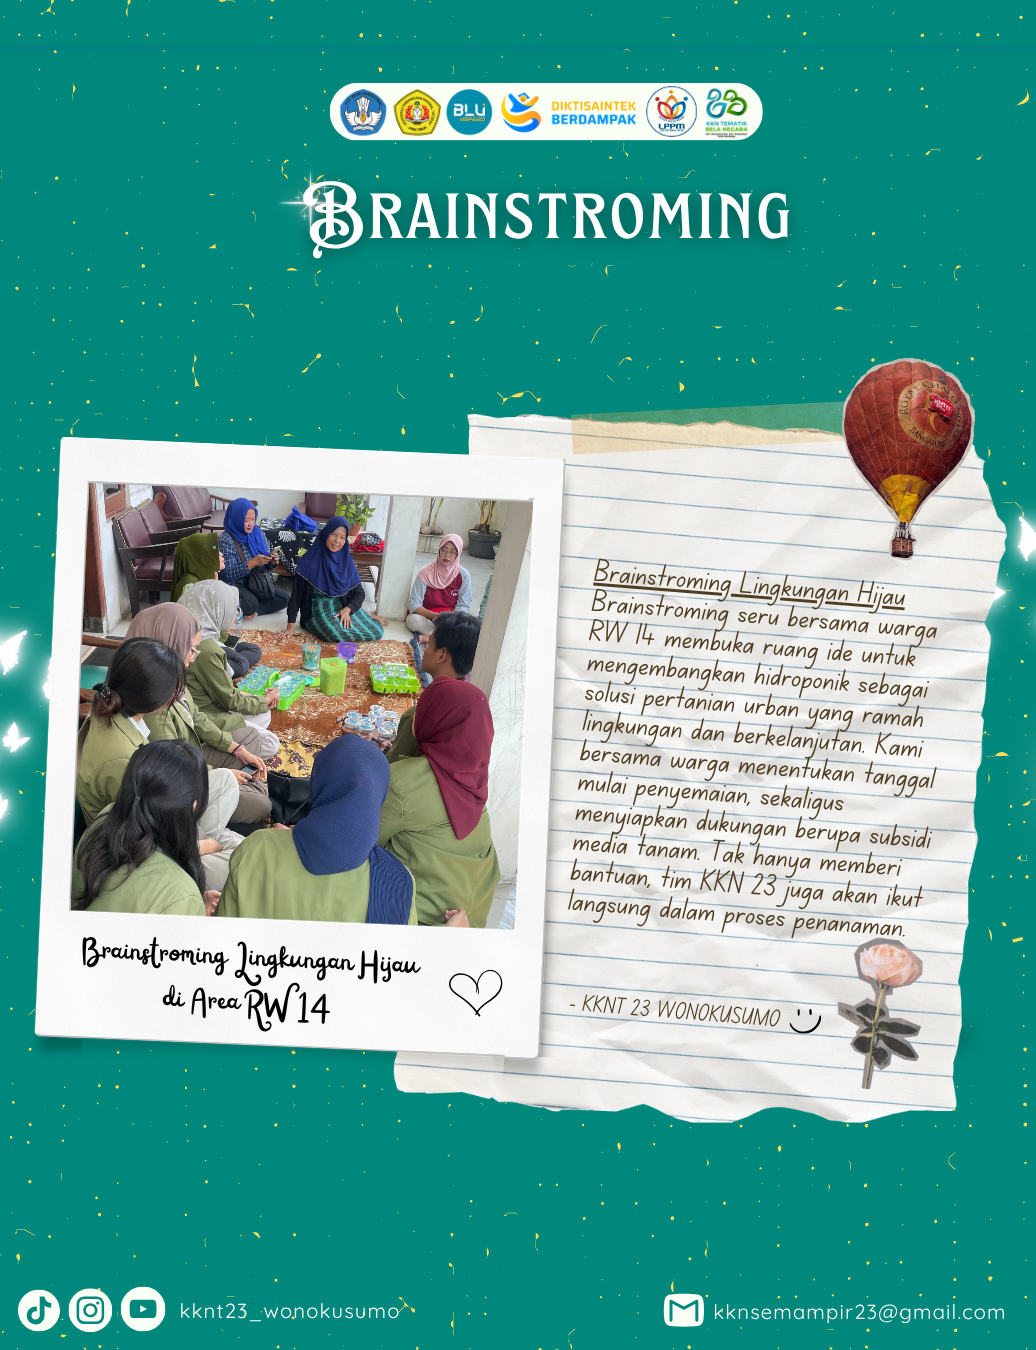 BLU
DIKTISAINTEK
BERDAMPAK
LPPM
KKN TEMATIK
BELA NEGARA
BRAINSTROMING
BANGALORE
Brainstroming Lingkungan Hijau
Brainstroming seru bersama warga
RW 14 membuka ruang ide untuk
mengembangkan hidroponik sebagai
solusi pertanian urban yang ramah
lingkungan dan berkelanjutan. Kami
bersama warga menentukan tanggal
mulai penyemaian, sekaligus
menyiapkan dukungan berupa subsidi
media tanam. Tak hanya memberi
bantuan, tim KKN 23 juga akan ikut
langsung dalam proses penanaman.
- KKNT 23 WONOKUSUMO
Brainstroming Lingkungan Hijau
di Area RW 14
kknt23_wonokusumo
kknsemampir23@gmail.com